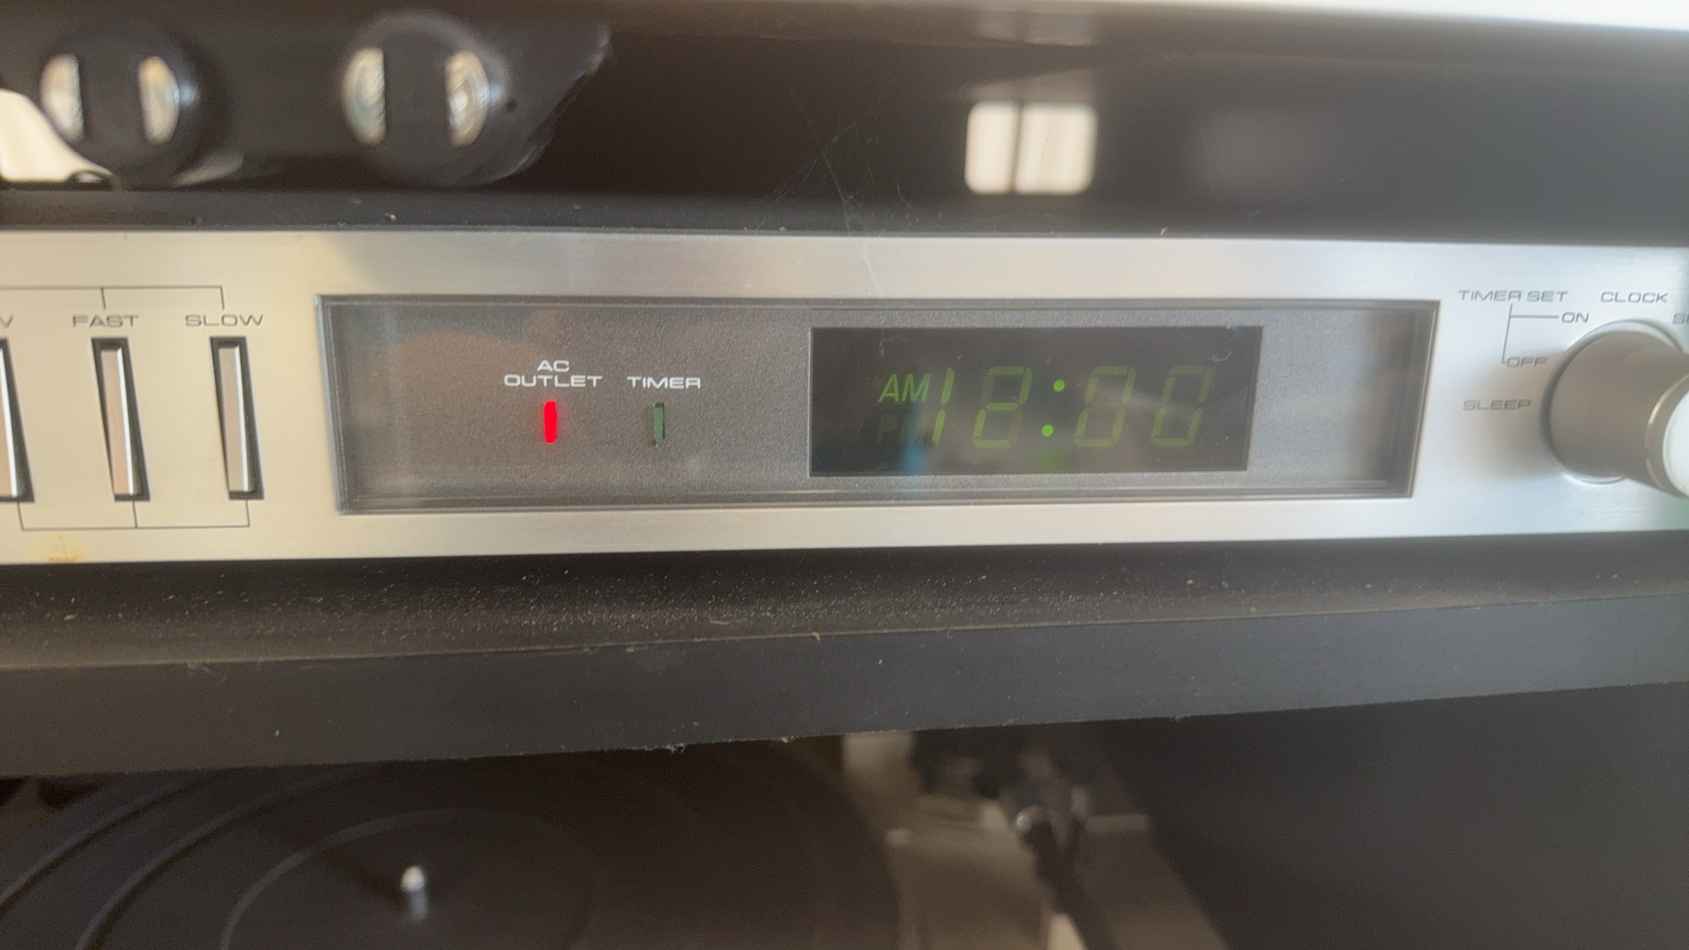 FAST SLOW
AC
OUTLET TIMER
AM 12:00
TIMER SET CLOCK
ON
OFF
SLEEP